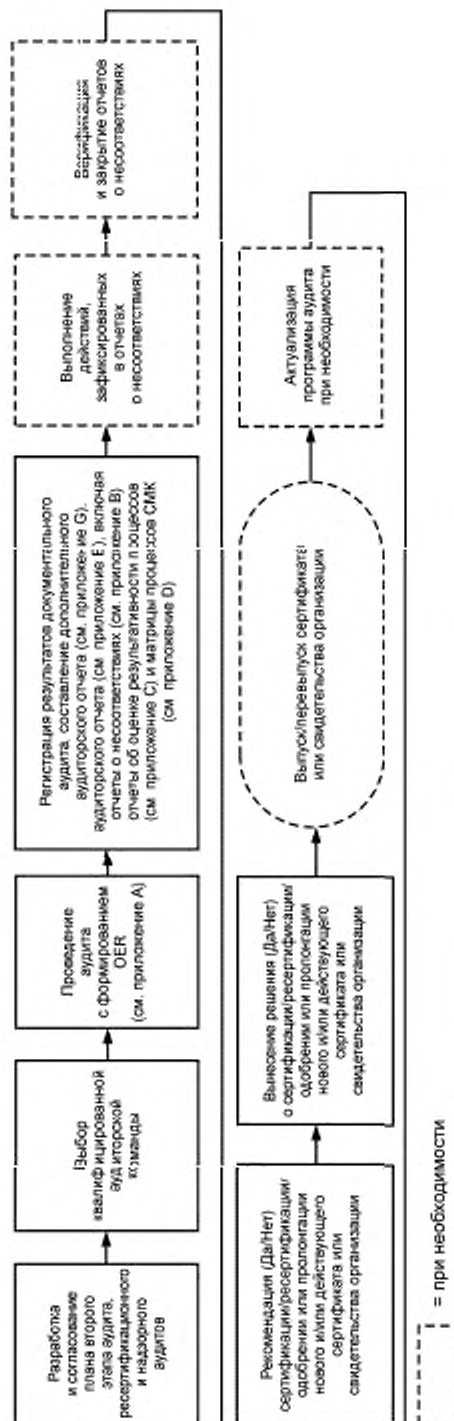 Разработка
и согласование
плана второго
этапа аудита,
ресертификационного
и надзорного
аудитов
Выбор
квалифицированной
аудиторской
команды
Проведение
аудита
с формированием
OER
(см. приложение A)
Регистрация результатов документального
аудита, составление дополнительного
аудиторского отчета (см. приложение G),
аудиторского отчета (см приложение E), включая
отчеты о несоответствиях (см. приложение B)
отчеты об оценке результативности процессов
(см приложение C) и матрицы процессов СМК
(см приложение D)
Выполнение
действий,
зафиксированных
в отчетах
о несоответствиях
Верификация
и закрытие отчетов
о несоответствиях
Рекомендация (Да/Нет)
сертификации/ресертификации/
одобрении или пролонгации
нового и/или действующего
сертификата или
свидетельства организации
Вынесение решения (Да/Нет)
о сертификации/ресертификации/
одобрении или пролонгации
нового и/или действующего
сертификата или
свидетельства организации
Выпуск/перевыпуск сертификата
или свидетельства организации
Актуализация
программы аудита
при необходимости
= при необходимости